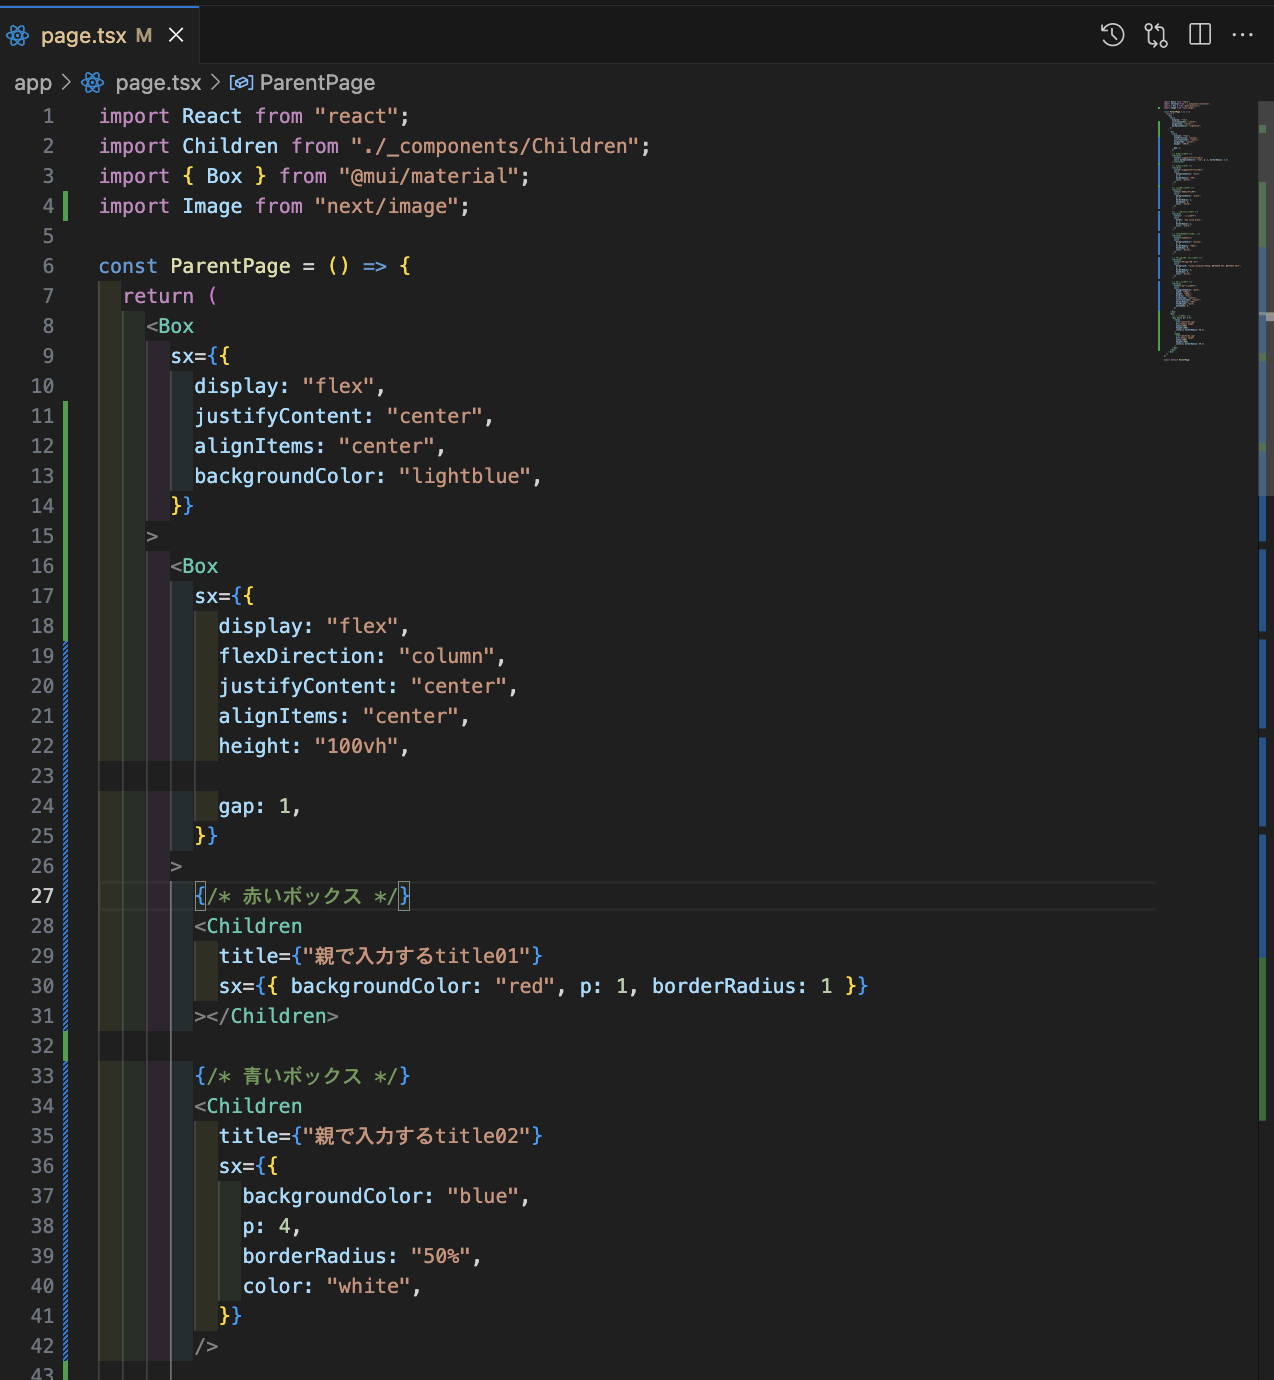 page.tsx M
app > page.tsx > ParentPage
1 import React from "react";
2 import Children from "./_components/Children";
3 import { Box } from "@mui/material";
4 import Image from "next/image";
5
6 const ParentPage = () => {
7 return (
8 <Box
9 sx={{
10 display: "flex",
11 justifyContent: "center",
12 alignItems: "center",
13 backgroundColor: "lightblue",
14 }}
15 >
16 <Box
17 sx={{
18 display: "flex",
19 flexDirection: "column",
20 justifyContent: "center",
21 alignItems: "center",
22 height: "100vh",
23
24 gap: 1,
25 }}
26 >
27 {/* 赤いボックス */}
28 <Children
29 title={"親で入力するtitle01"}
30 sx={{ backgroundColor: "red", p: 1, borderRadius: 1 }}
31 ></Children>
32
33 {/* 青いボックス */}
34 <Children
35 title={"親で入力するtitle02"}
36 sx={{
37 backgroundColor: "blue",
38 p: 4,
39 borderRadius: "50%",
40 color: "white",
41 }}
42 />
43